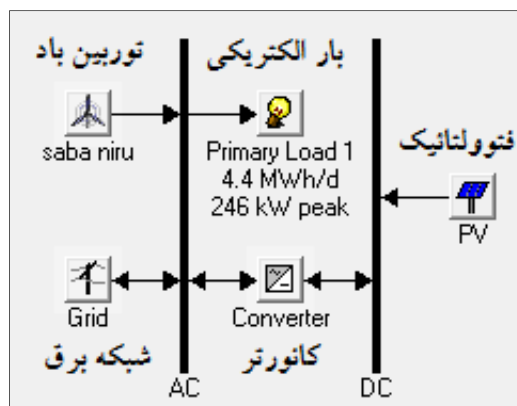 توربین باد
بار الکتریکی
saba niru
Primary Load 1
4.4 MWh/d
246 kW peak
فتوولتائیک
PV
Grid
Converter
شبکه برق
کانورتر
AC
DC